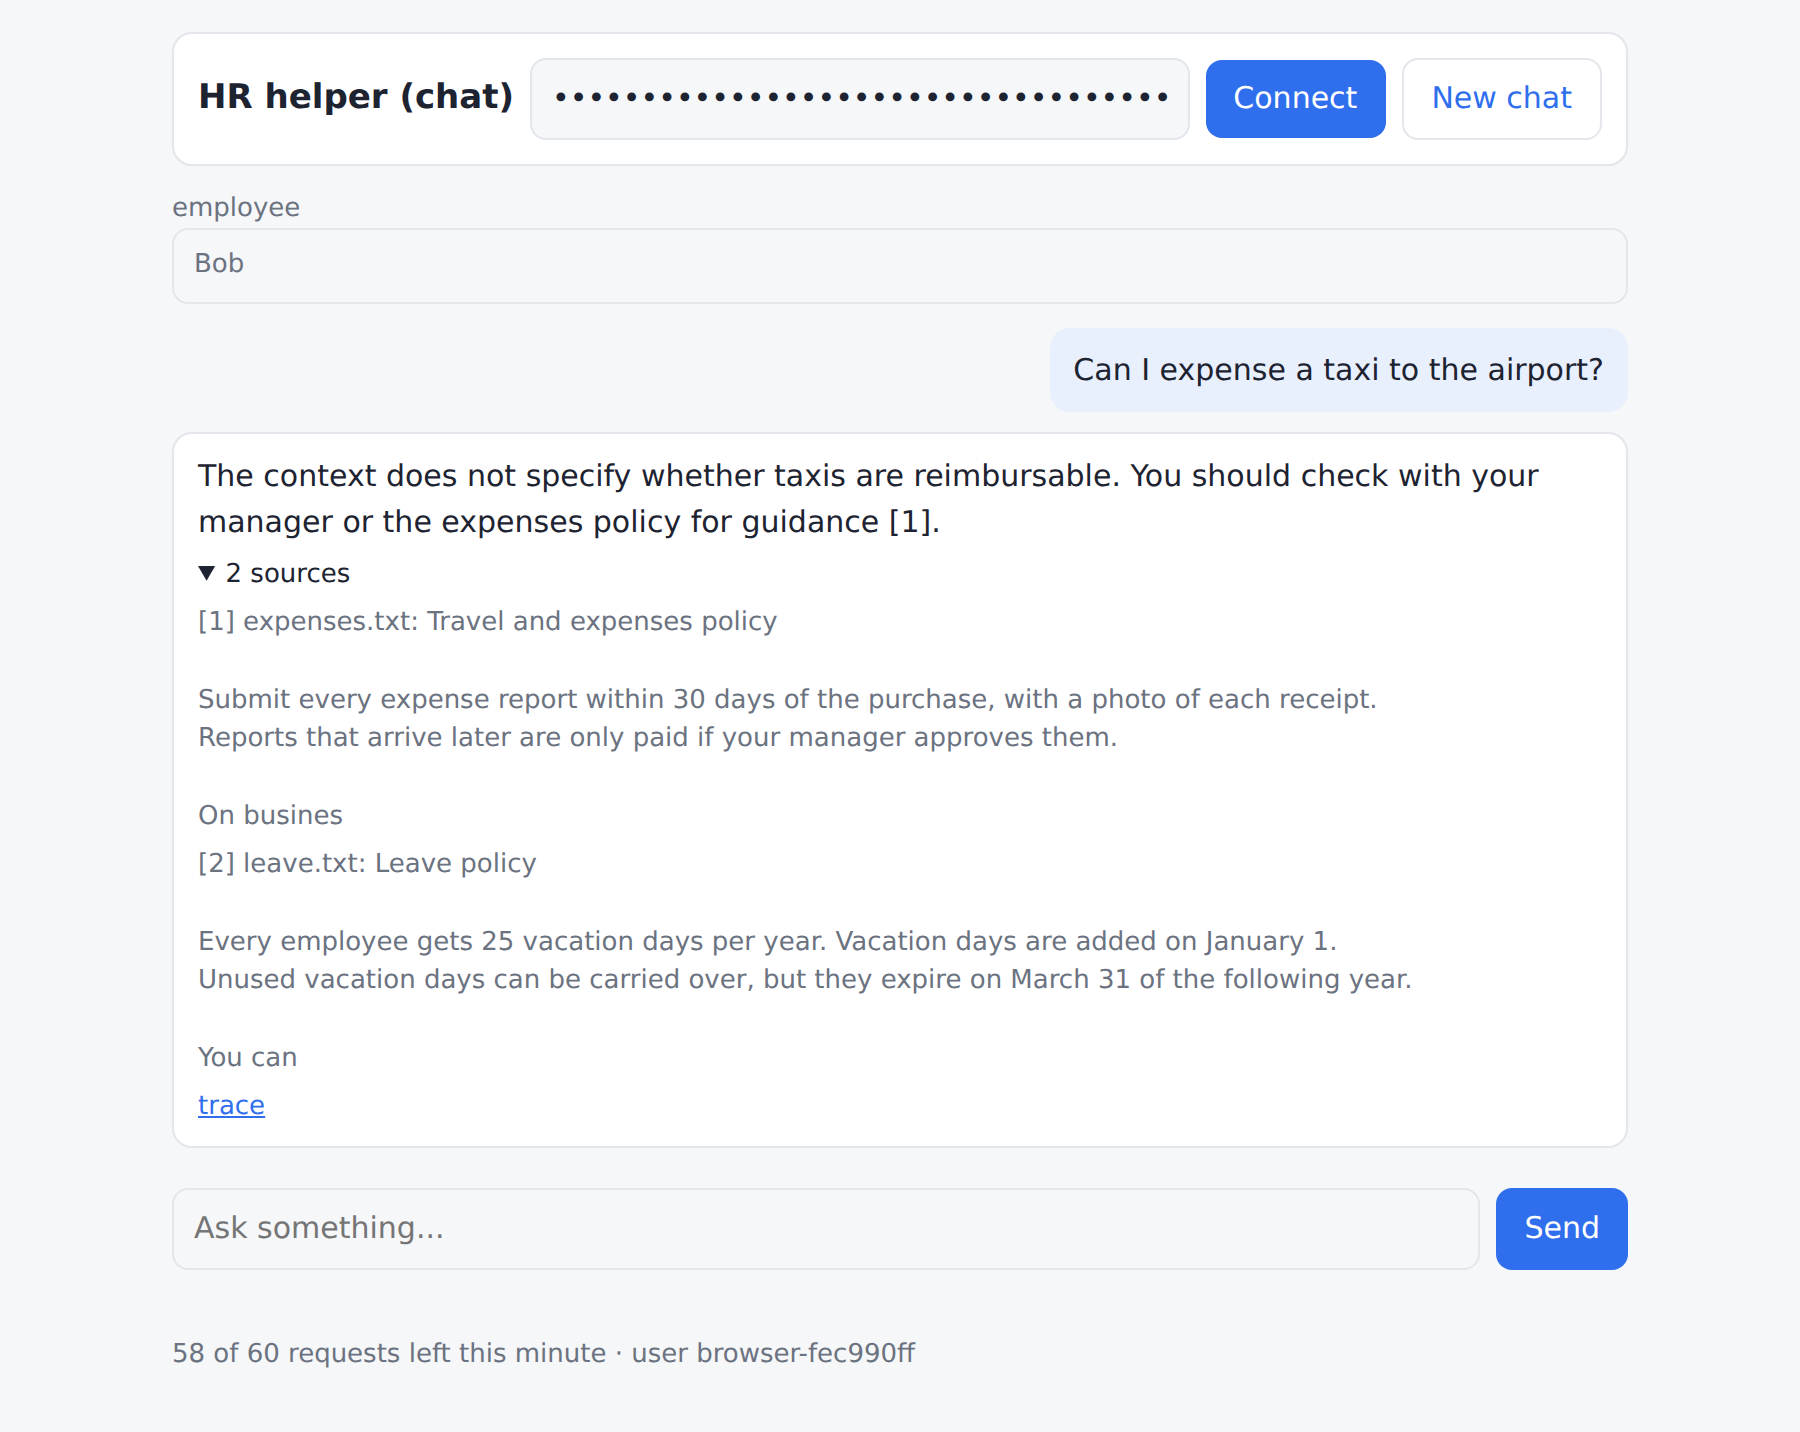 HR helper (chat)
••••••••••••••••••••••••••••••••••• Connect New chat
employee
Bob
Can I expense a taxi to the airport?
The context does not specify whether taxis are reimbursable. You should check with your
manager or the expenses policy for guidance [1].
▼ 2 sources
[1] expenses.txt: Travel and expenses policy
Submit every expense report within 30 days of the purchase, with a photo of each receipt.
Reports that arrive later are only paid if your manager approves them.
On busines
[2] leave.txt: Leave policy
Every employee gets 25 vacation days per year. Vacation days are added on January 1.
Unused vacation days can be carried over, but they expire on March 31 of the following year.
You can
trace
Ask something...
Send
58 of 60 requests left this minute · user browser-fec990ff